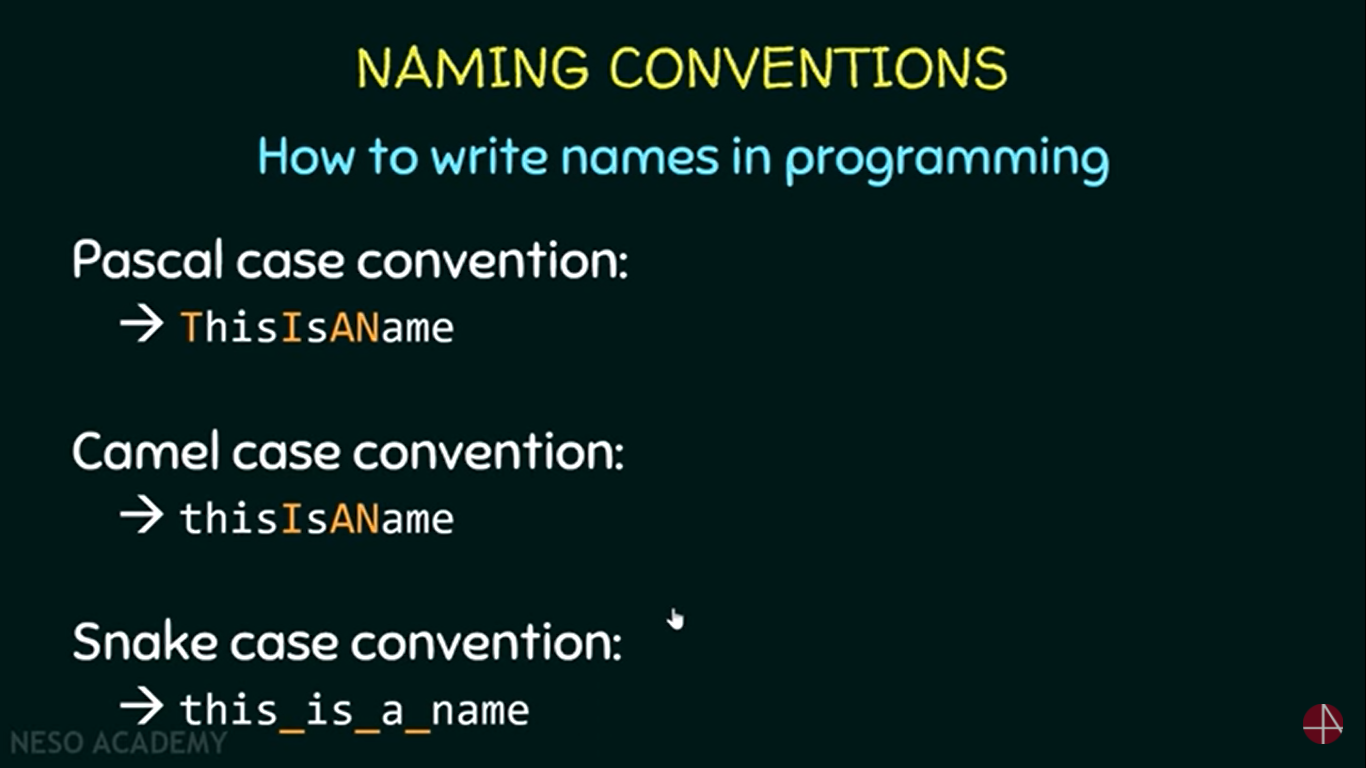 NAMING CONVENTIONS
How to write names in programming
Pascal case convention:
→ ThisIsAName
Camel case convention:
→ thisIsAName
Snake case convention:
→ this_is_a_name
NESO ACADEMY